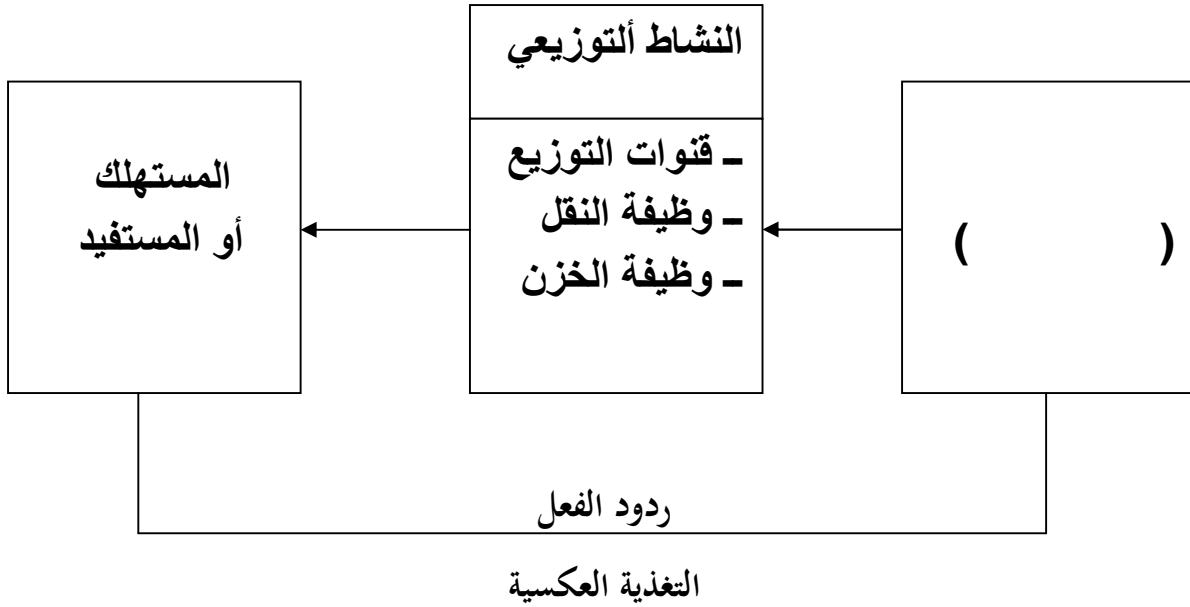 النشاط ألتوزيعي
(                )
ـ قنوات التوزيع
ـ وظيفة النقل
ـ وظيفة الخزن
المستهلك
أو المستفيد
ردود الفعل
التغذية العكسية